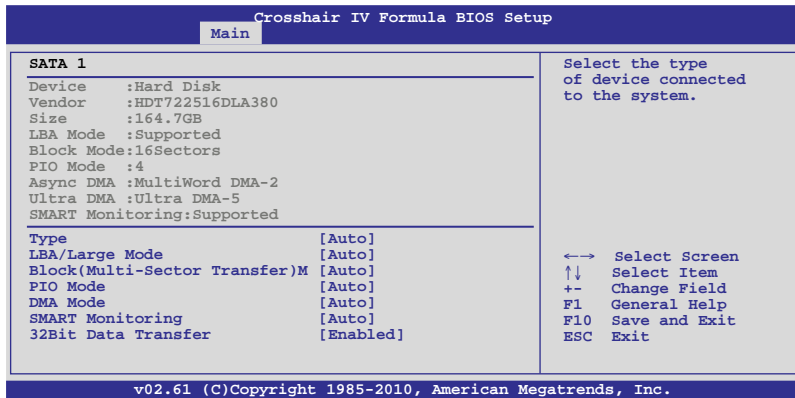 Crosshair IV Formula BIOS Setup
Main
SATA 1
Device :Hard Disk
Vendor :HDT722516DLA380
Size :164.7GB
LBA Mode :Supported
Block Mode:16Sectors
PIO Mode :4
Async DMA :MultiWord DMA-2
Ultra DMA :Ultra DMA-5
SMART Monitoring:Supported
Type [Auto]
LBA/Large Mode [Auto]
Block(Multi-Sector Transfer)M [Auto]
PIO Mode [Auto]
DMA Mode [Auto]
SMART Monitoring [Auto]
32Bit Data Transfer [Enabled]
Select the type
of device connected
to the system.
←→ Select Screen
↑↓ Select Item
+- Change Field
F1 General Help
F10 Save and Exit
ESC Exit
v02.61 (C)Copyright 1985-2010, American Megatrends, Inc.